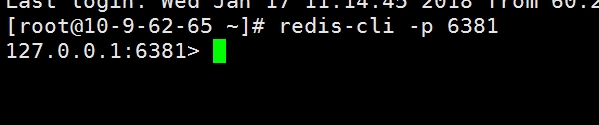 Last login: Wed Jan 17 11:14:45 2018 from 60.2
[root@10-9-62-65 ~]# redis-cli -p 6381
127.0.0.1:6381>